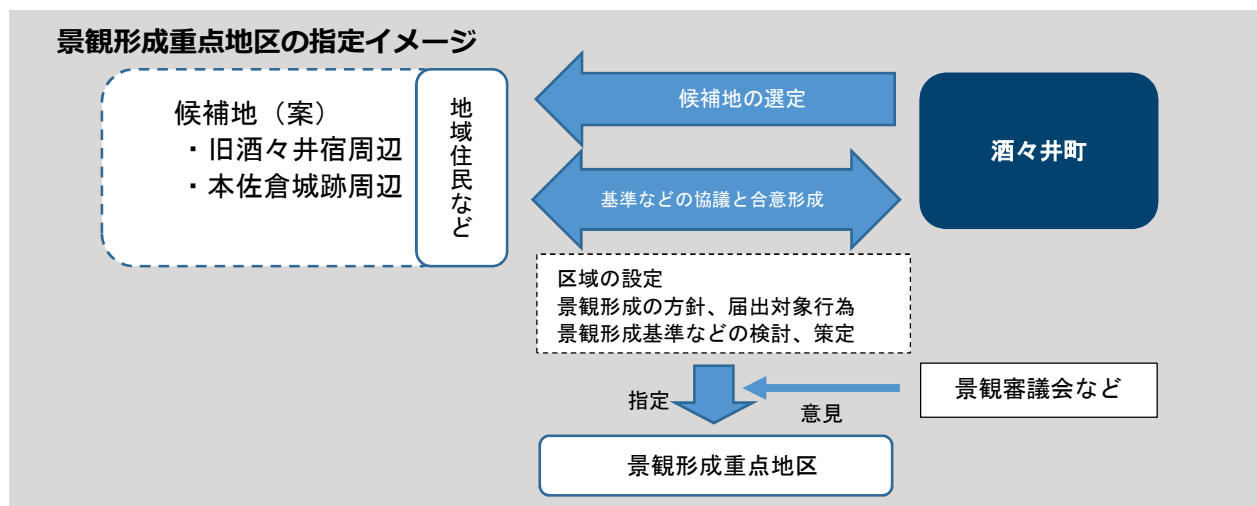 景観形成重点地区の指定イメージ
候補地（案）
・旧酒々井宿周辺
・本佐倉城跡周辺
地域住民など
候補地の選定
酒々井町
基準などの協議と合意形成
区域の設定
景観形成の方針、届出対象行為
景観形成基準などの検討、策定
指定
意見
景観審議会など
景観形成重点地区